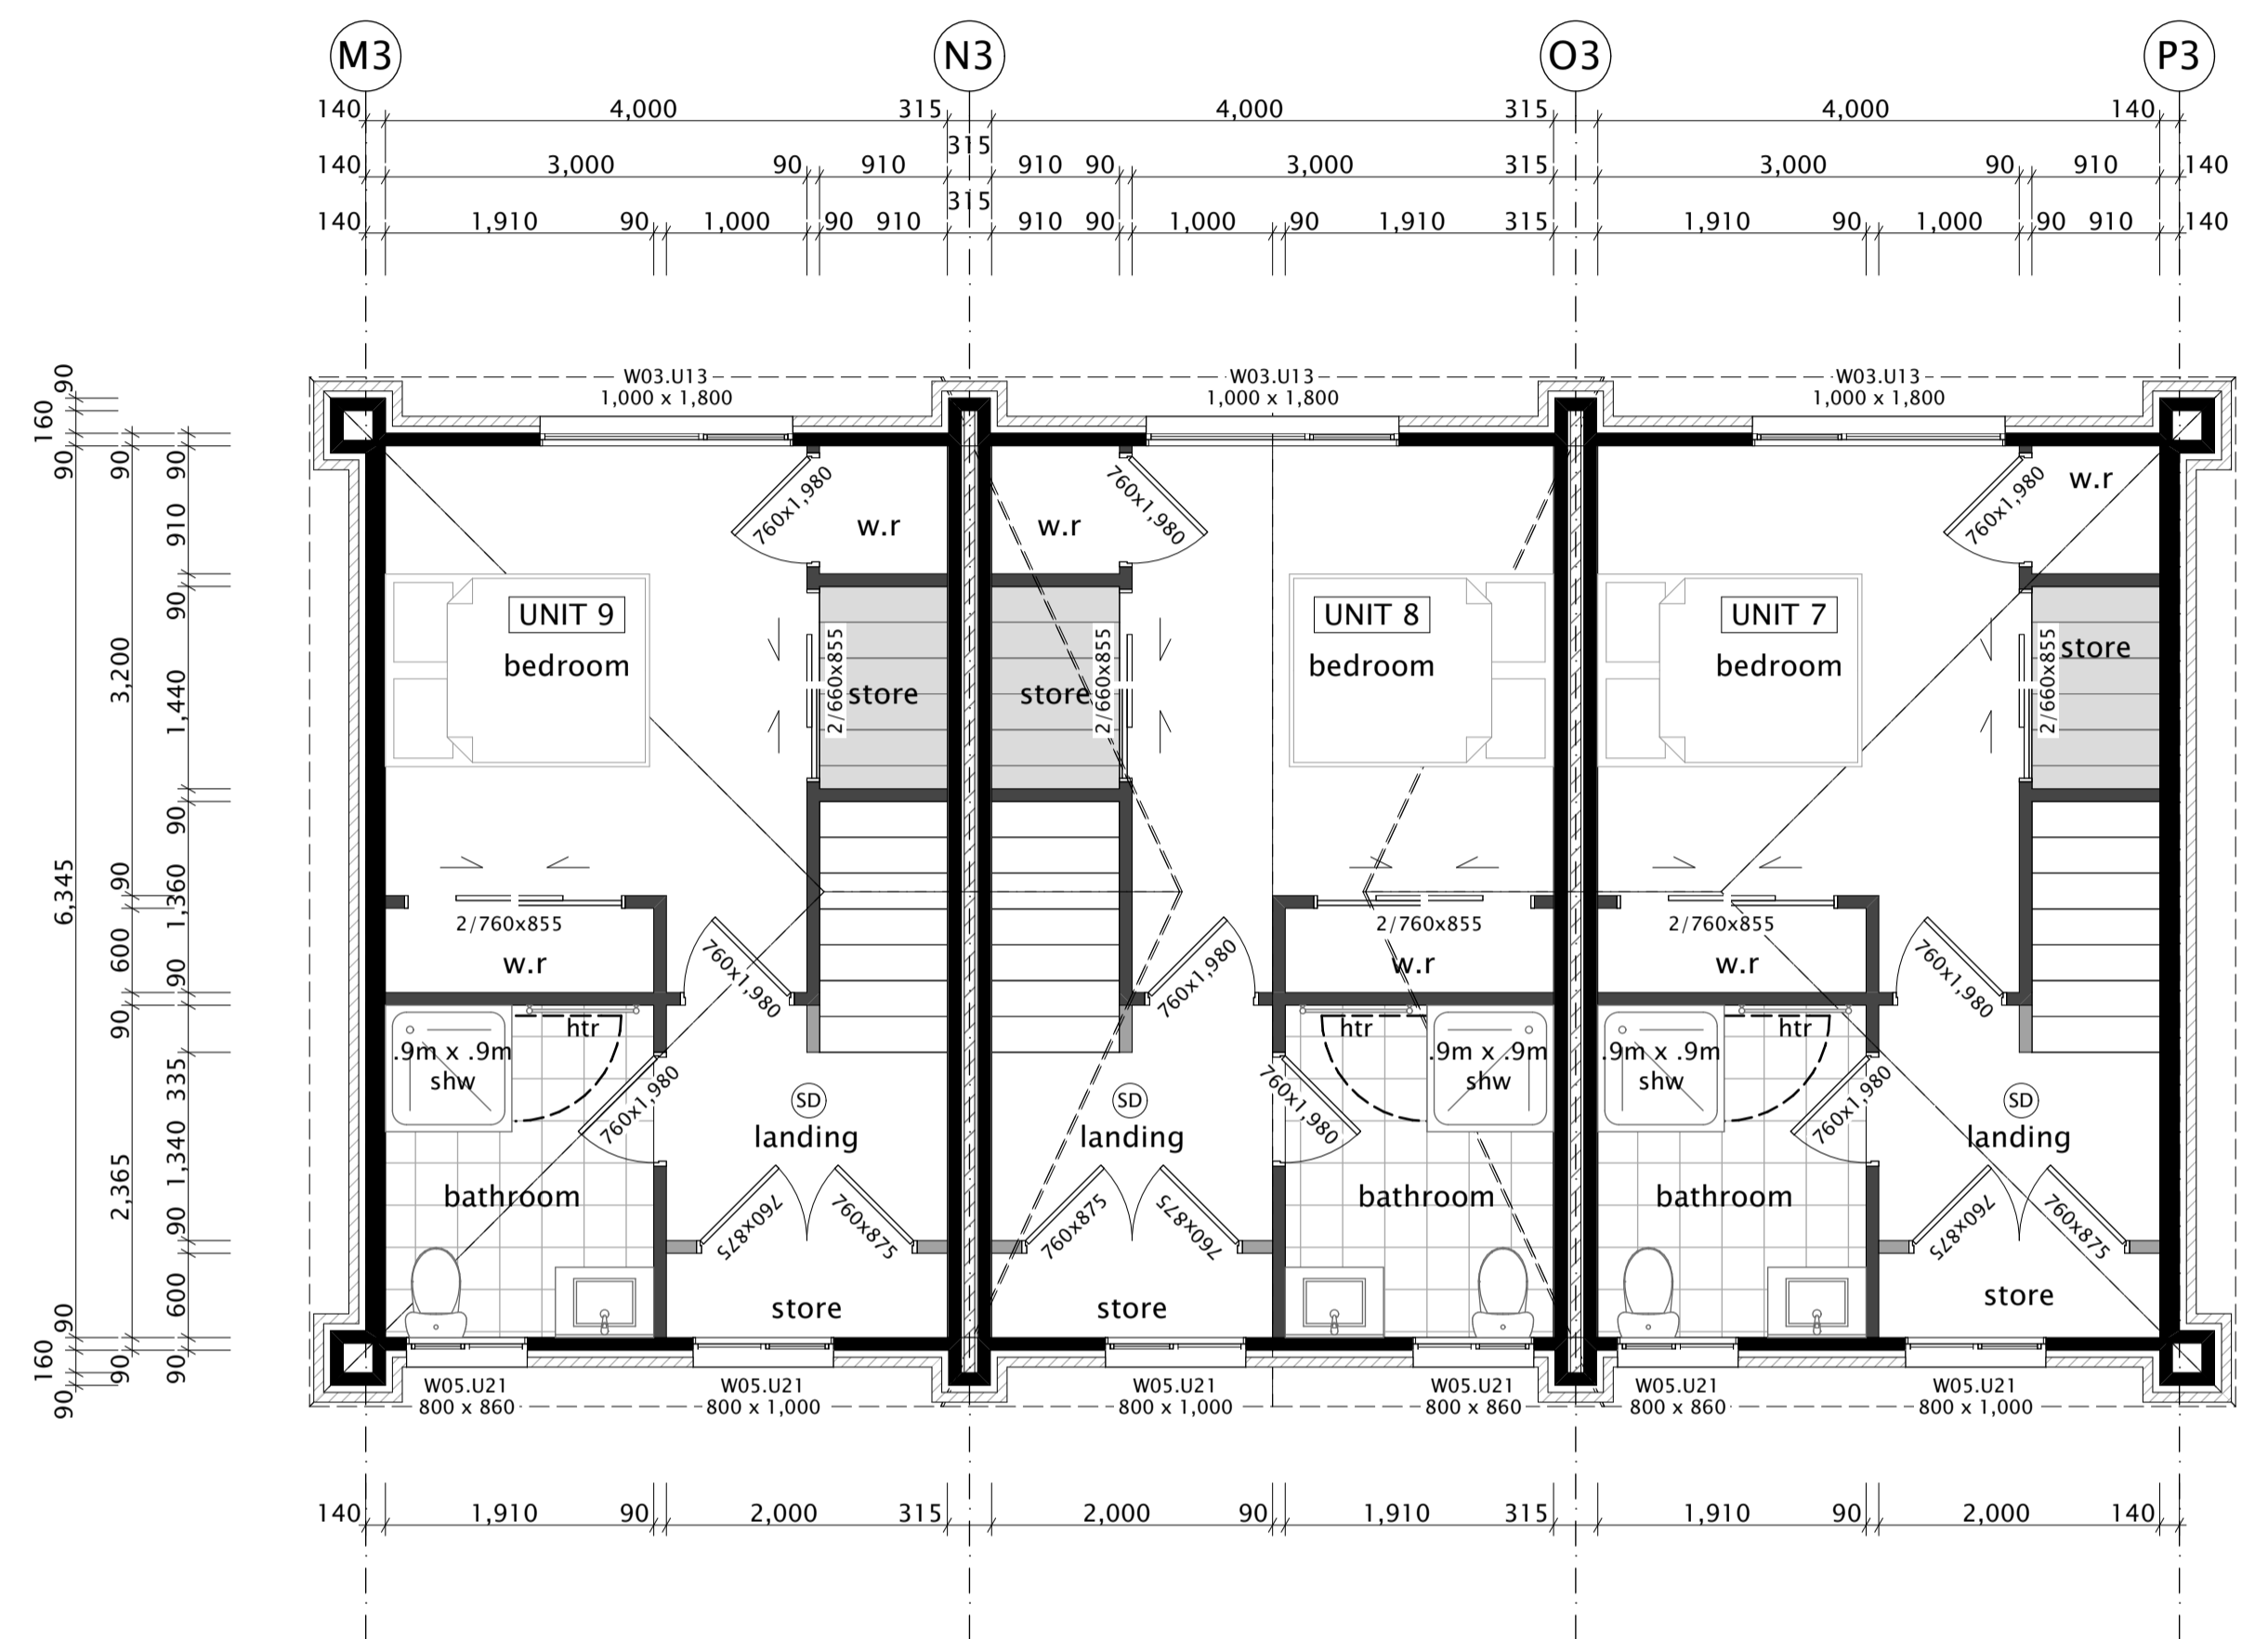 M3 N3 O3 P3
140 4,000 315 4,000 315 4,000 140
315
140 3,000 90 910 910 90 3,000 315 3,000 90 910 140
315
140 1,910 90 1,000 90 910 910 90 1,000 90 1,910 315 1,910 90 1,000 90 910 140
W03.U13 W03.U13 W03.U13
1,000 x 1,800 1,000 x 1,800 1,000 x 1,800
90
160
90
6,345
90
160
90
90
3,200
90
600
90
2,365
90
90
910
90
1,440
90
1,360
90
335
1,340
90
600
90
760x1,980 760x1,980 760x1,980
w.r w.r w.r
UNIT 9 UNIT 8 UNIT 7
bedroom bedroom bedroom
store store store
2/660x855 2/660x855 2/660x855
2/760x855 2/760x855 2/760x855
w.r w.r w.r
760x1,980 760x1,980 760x1,980
htr htr htr
.9m x .9m .9m x .9m .9m x .9m
shw shw shw
760x1,980 760x1,980 760x1,980
SD SD SD
landing landing landing
bathroom bathroom bathroom
760x875 760x875 760x875 760x875 760x875 760x875
store store store
W05.U21 W05.U21 W05.U21 W05.U21 W05.U21 W05.U21
800 x 860 800 x 1,000 800 x 1,000 800 x 860 800 x 860 800 x 1,000
140 1,910 90 2,000 315 2,000 90 1,910 315 1,910 90 2,000 140